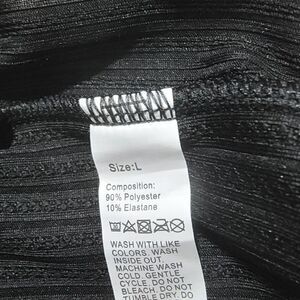 Size:L
Composition:
90% Polyester
10% Elastane
WASH WITH LIKE
COLORS. WASH
INSIDE OUT.
MACHINE WASH
COLD. GENTLE
CYCLE. DO NOT
BLEACH. DO NOT
TUMBLE DRY. DO